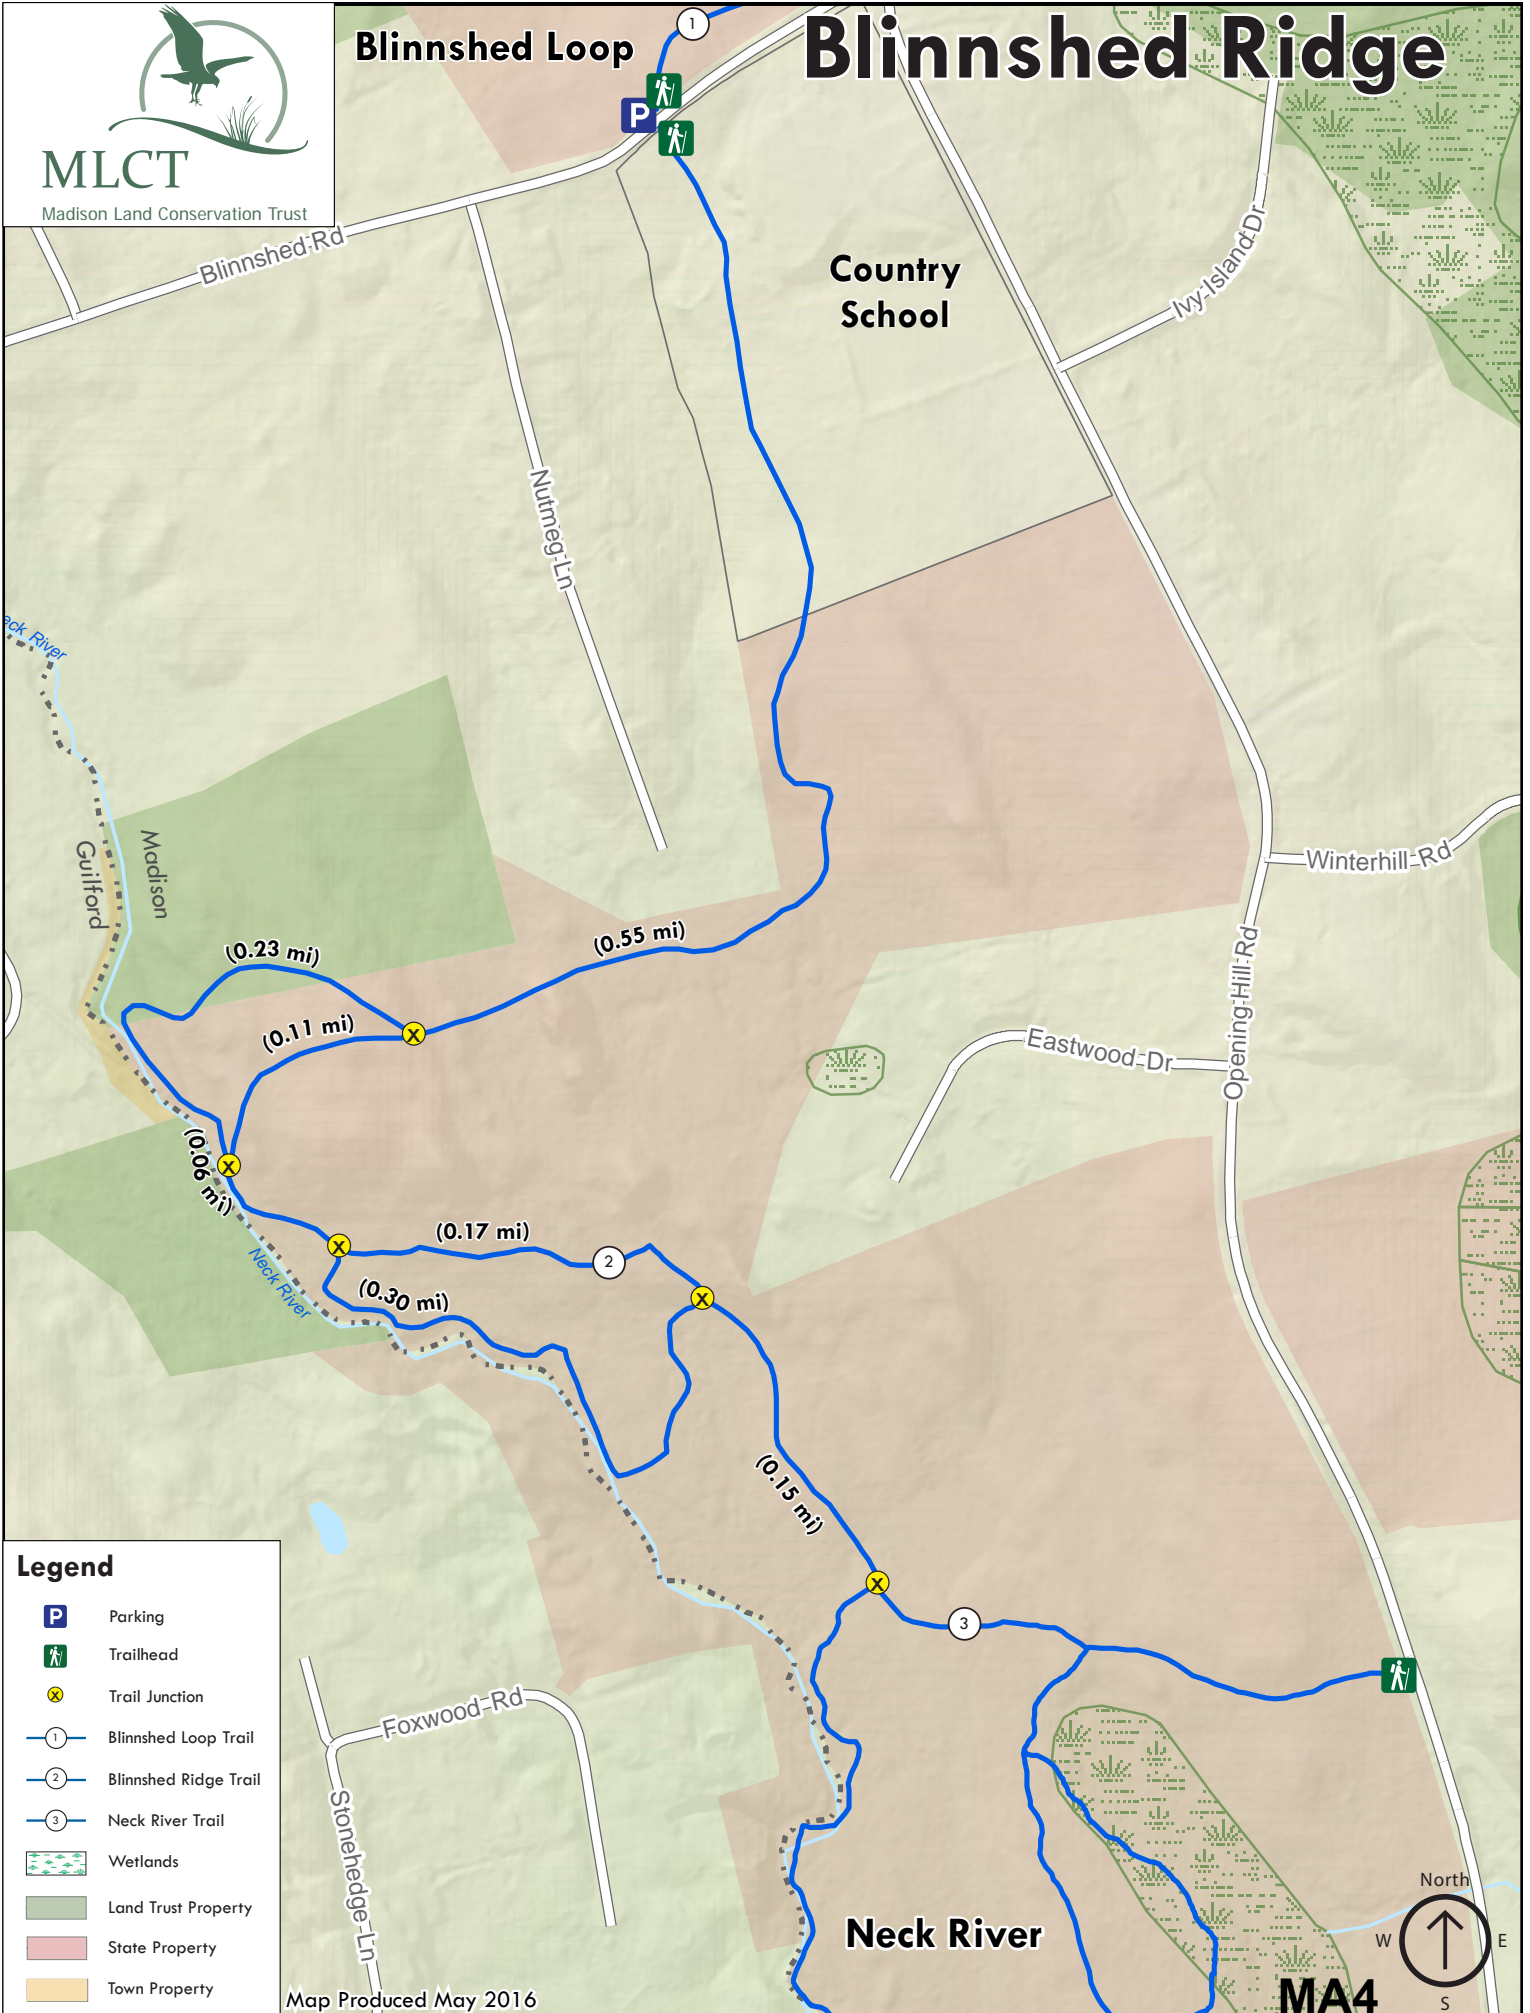 MLCT
Madison Land Conservation Trust
Blinnshed Loop
1
Blinnshed Ridge
P
Blinnshed Rd
Country
School
Ivy Island Dr
Nutmeg Ln
eck River
Madison
Guilford
Winterhill Rd
(0.23 mi)
(0.55 mi)
(0.11 mi)
X
Opening Hill Rd
Eastwood Dr
(0.06 mi)
X
Neck River
X
(0.17 mi)
2
(0.30 mi)
X
(0.15 mi)
X
3
Foxwood Rd
Stonehedge Ln
Neck River
Legend
P Parking
Trailhead
X Trail Junction
1 Blinnshed Loop Trail
2 Blinnshed Ridge Trail
3 Neck River Trail
Wetlands
Land Trust Property
State Property
Town Property
Map Produced May 2016
North
W E
S
MA4